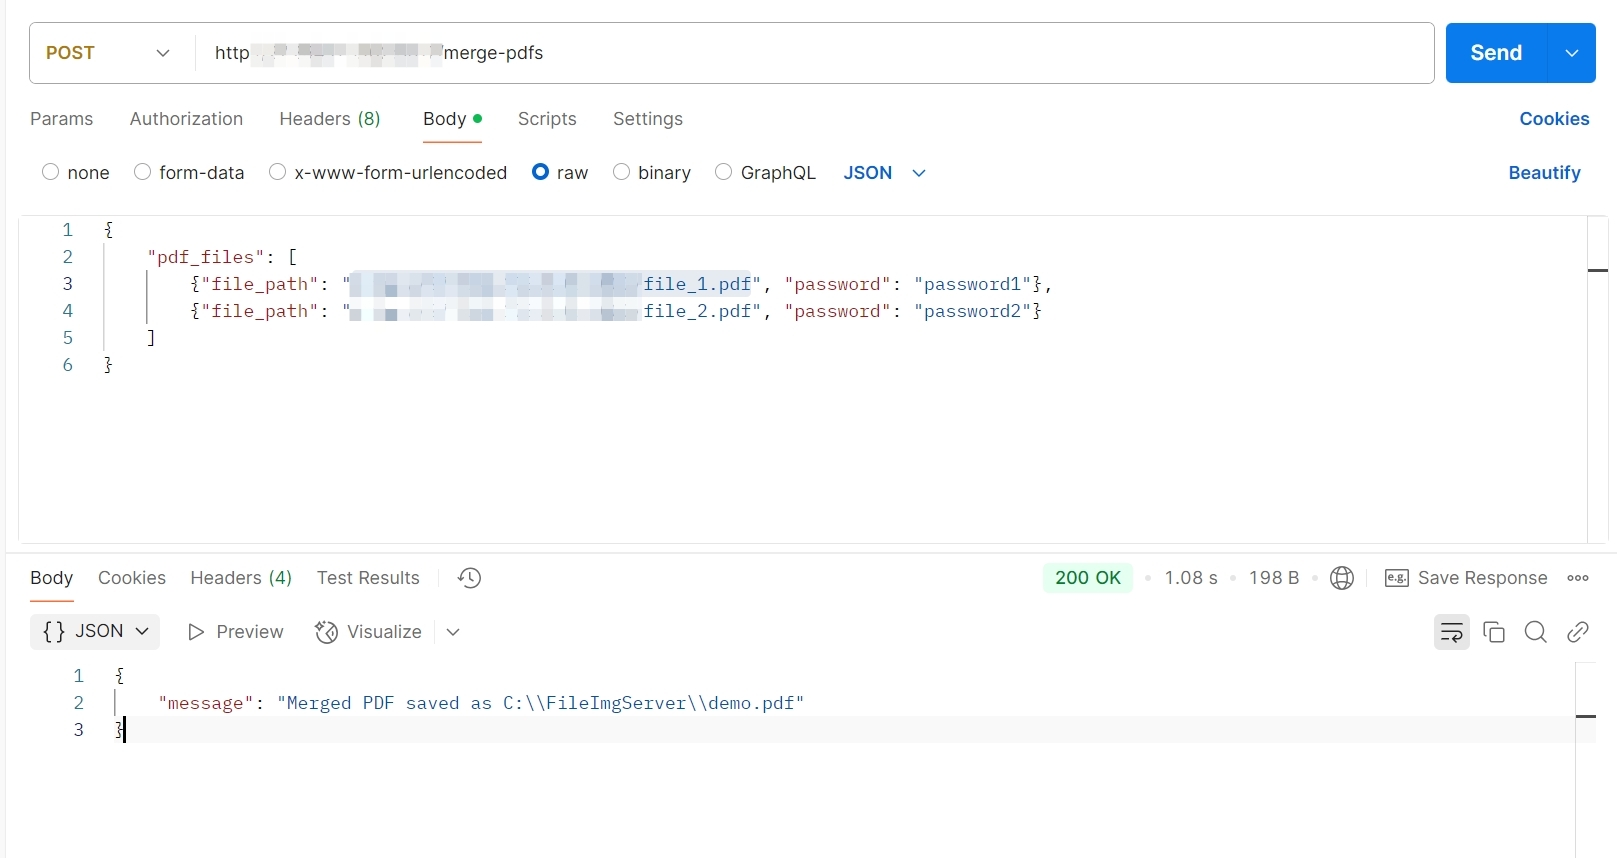 POST http merge-pdfs Send
Params Authorization Headers (8) Body Scripts Settings Cookies
none form-data x-www-form-urlencoded raw binary GraphQL JSON Beautify
1 {
2 "pdf_files": [
3 {"file_path": "file_1.pdf", "password": "password1"},
4 {"file_path": "file_2.pdf", "password": "password2"}
5 ]
6 }
Body Cookies Headers (4) Test Results 200 OK 1.08 s 198 B e.g. Save Response
{} JSON Preview Visualize
1 {
2 "message": "Merged PDF saved as C:\\FileImgServer\\demo.pdf"
3 }